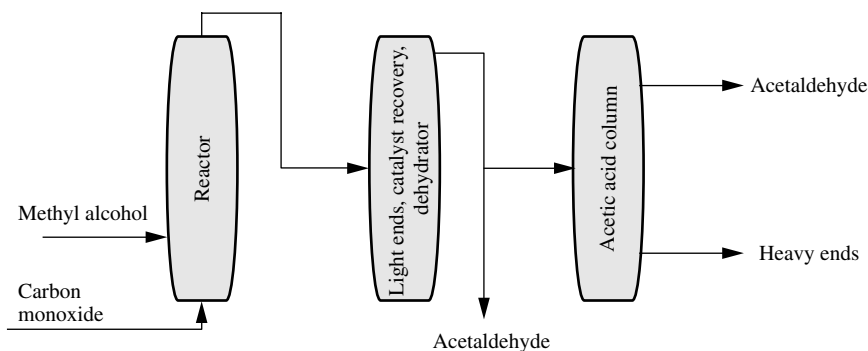 Methyl alcohol
Carbon
monoxide
Reactor
Light ends, catalyst recovery,
dehydrator
Acetaldehyde
Acetic acid column
Acetaldehyde
Heavy ends